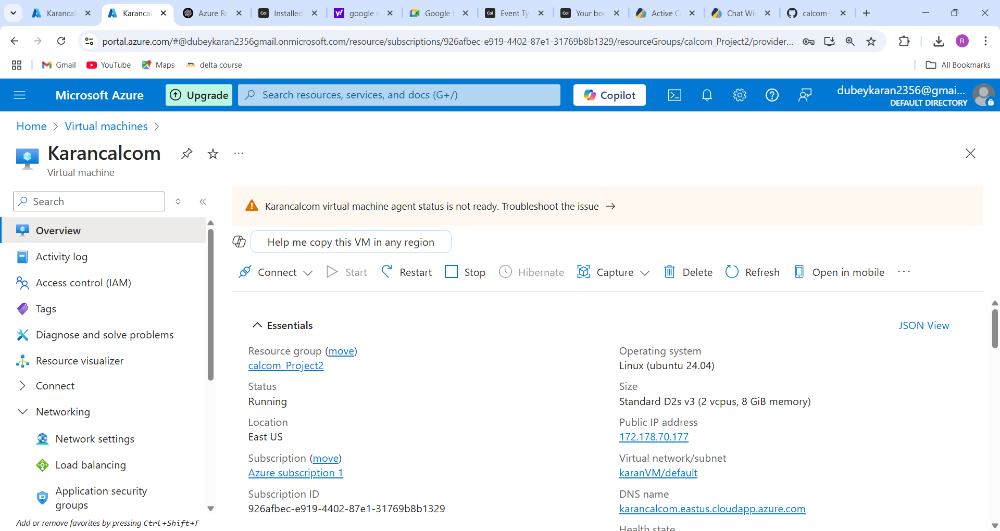 Karancal
Karancal
Azure Re
Cal Installed
google r
Google
Cal Event Ty
Cal Your boo
Active C
Chat Wi
calcom-
portal.azure.com/#@dubeykaran2356gmail.onmicrosoft.com/resource/subscriptions/926afbec-e919-4402-87e1-31769b8b1329/resourceGroups/calcom_Project2/provider...
R
Gmail
YouTube
Maps
delta course
All Bookmarks
Microsoft Azure
Upgrade
Search resources, services, and docs (G+/)
Copilot
dubeykaran2356@gmai...
DEFAULT DIRECTORY
Home > Virtual machines >
Karancalcom
Virtual machine
Search
Karancalcom virtual machine agent status is not ready. Troubleshoot the issue →
Overview
Help me copy this VM in any region
Activity log
Connect
Start
Restart
Stop
Hibernate
Capture
Delete
Refresh
Open in mobile
Access control (IAM)
Tags
Essentials
JSON View
Diagnose and solve problems
Resource group (move)
calcom_Project2
Operating system
Linux (ubuntu 24.04)
Resource visualizer
Connect
Status
Running
Size
Standard D2s v3 (2 vcpus, 8 GiB memory)
Networking
Location
East US
Public IP address
172.178.70.177
Network settings
Load balancing
Subscription (move)
Azure subscription 1
Virtual network/subnet
karanVM/default
Application security
groups
Subscription ID
926afbec-e919-4402-87e1-31769b8b1329
DNS name
karancalcom.eastus.cloudapp.azure.com
Add or remove favorites by pressing Ctrl+Shift+F
Health state